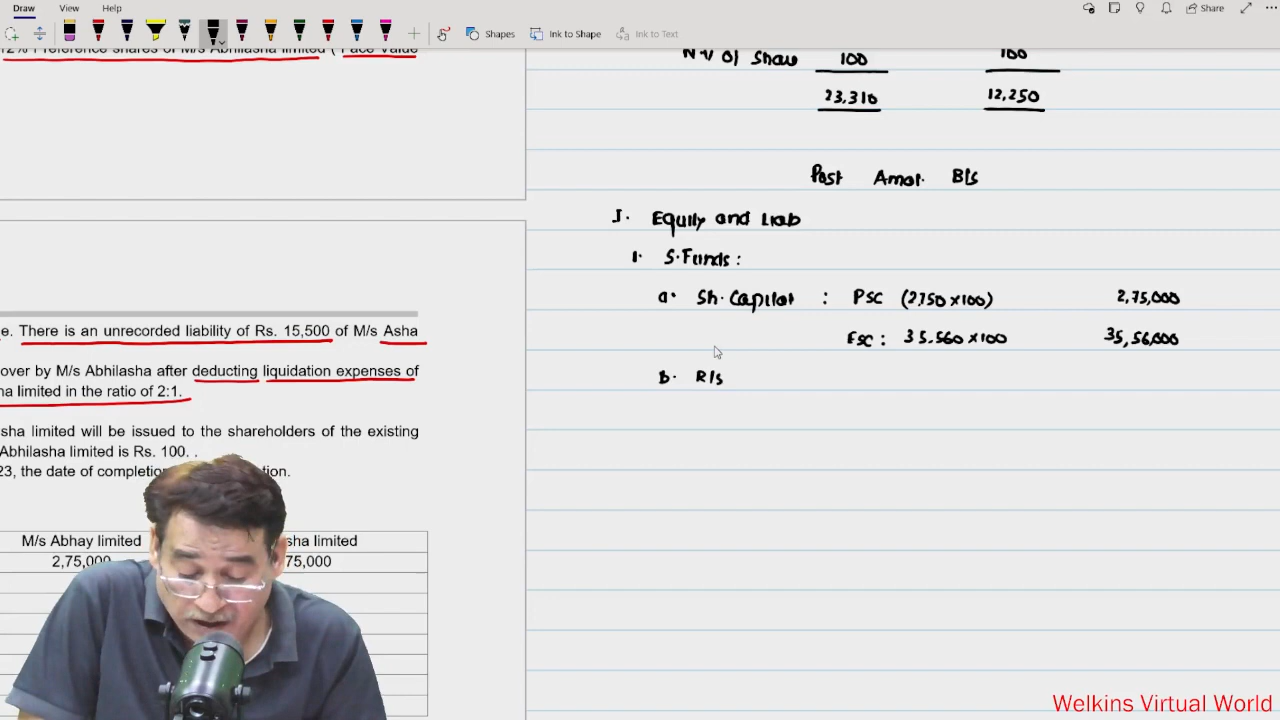 Draw Insert View Help
Share
Shapes Ink to Shape Ink to Text
12% Preference shares of M/s Abhilasha limited ( Face Value
N.V Of Share 100 100
23,310 12,250
Post Amal. B/s
I. Equity and Liab
1. S.Funds :
a. Sh. Capital : PSC (2750 x 100) 2,75,000
ESC : 35,560 x 100 35,56,000
b. R/s
e. There is an unrecorded liability of Rs. 15,500 of M/s Asha
over by M/s Abhilasha after deducting liquidation expenses of
ha limited in the ratio of 2:1.
sha limited will be issued to the shareholders of the existing
Abhilasha limited is Rs. 100. .
23, the date of completion
M/s Abhay limited sha limited
2,75,000 75,000
Welkins Virtual World